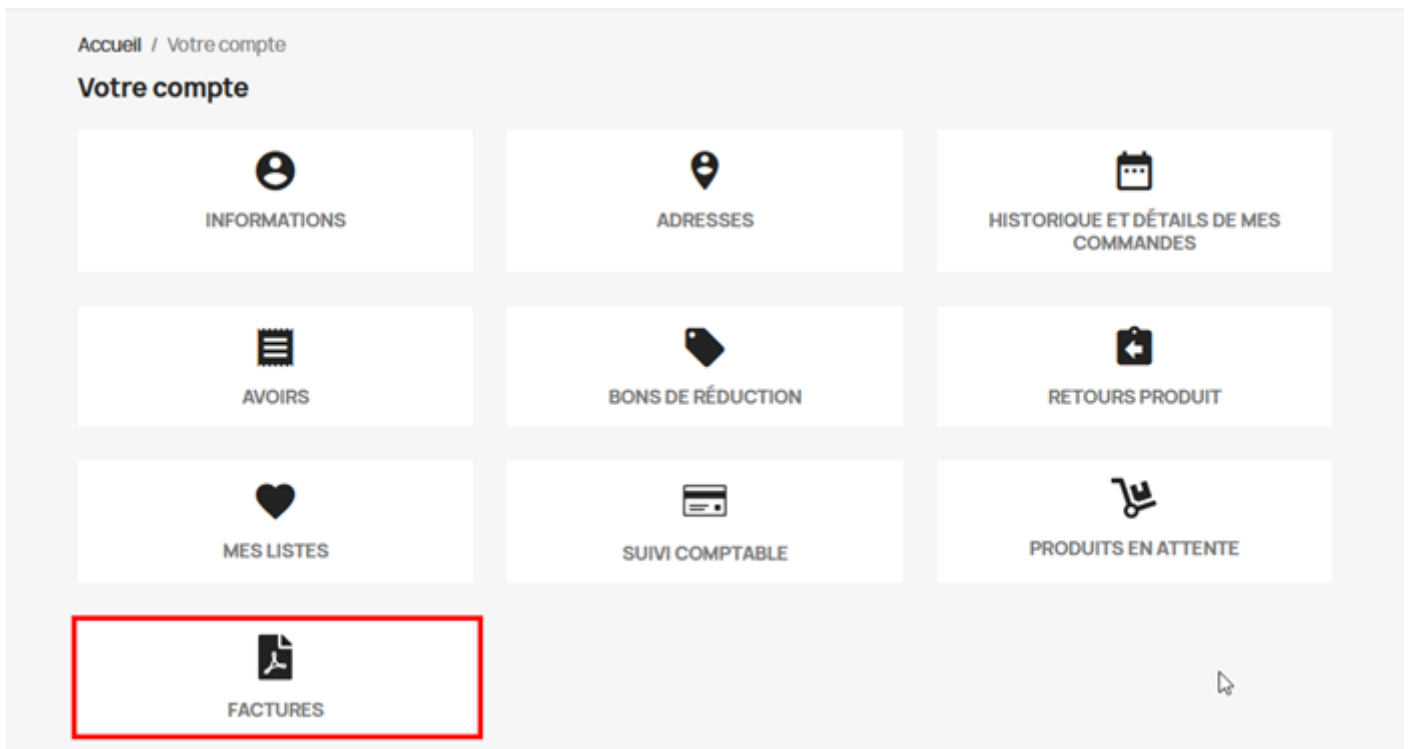 Accueil / Votre compte
Votre compte
INFORMATIONS
ADRESSES
HISTORIQUE ET DÉTAILS DE MES
COMMANDES
AVOIRS
BONS DE RÉDUCTION
RETOURS PRODUIT
MES LISTES
SUIVI COMPTABLE
PRODUITS EN ATTENTE
FACTURES